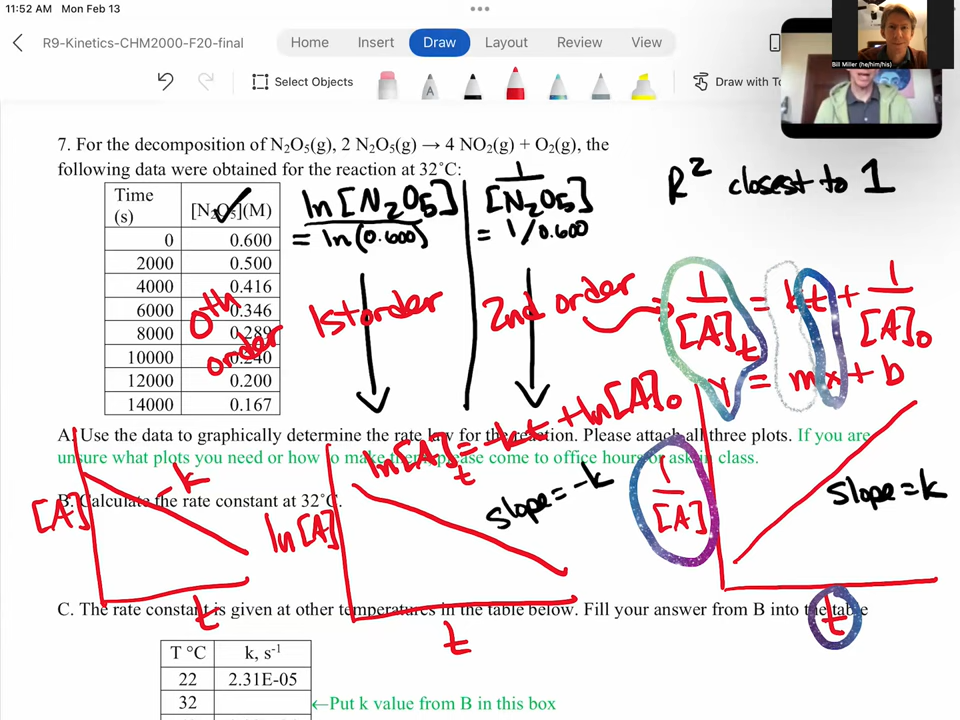 11:52 AM Mon Feb 13
R9-Kinetics-CHM2000-F20-final
Home Insert Draw Layout Review View
Select Objects
A
Draw with To
Bill Miller (he/him/his)
7. For the decomposition of N₂O₅(g), 2 N₂O₅(g) → 4 NO₂(g) + O₂(g), the
following data were obtained for the reaction at 32˚C:
Time (s) [N₂O₅](M)
0 0.600
2000 0.500
4000 0.416
6000 0.346
8000 0.289
10000 0.240
12000 0.200
14000 0.167
0th order
ln[N₂O₅]
= ln(0.600)
1st order
1/[N₂O₅]
= 1/0.600
2nd order
R² closest to 1
1/[A]t = kt + 1/[A]₀
y = mx + b
ln[A]t = -kt + ln[A]₀
A. Use the data to graphically determine the rate law for the reaction. Please attach all three plots. If you are
unsure what plots you need or how to make them, please come to office hours or ask in class.
B. Calculate the rate constant at 32˚C.
[A]
-k
t
ln[A]
slope = -k
t
1/[A]
slope = k
t
C. The rate constant is given at other temperatures in the table below. Fill your answer from B into the table
T °C k, s⁻¹
22 2.31E-05
32
←Put k value from B in this box